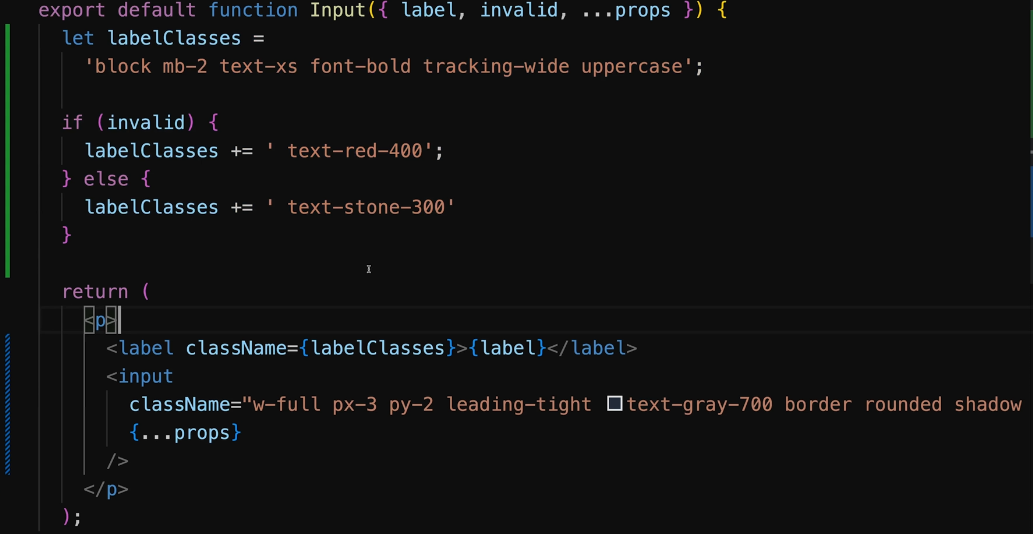 export default function Input({ label, invalid, ...props }) {
let labelClasses =
'block mb-2 text-xs font-bold tracking-wide uppercase';
if (invalid) {
labelClasses += ' text-red-400';
} else {
labelClasses += ' text-stone-300'
}
return (
<p>
<label className={labelClasses}>{label}</label>
<input
className="w-full px-3 py-2 leading-tight text-gray-700 border rounded shadow
{...props}
/>
</p>
);